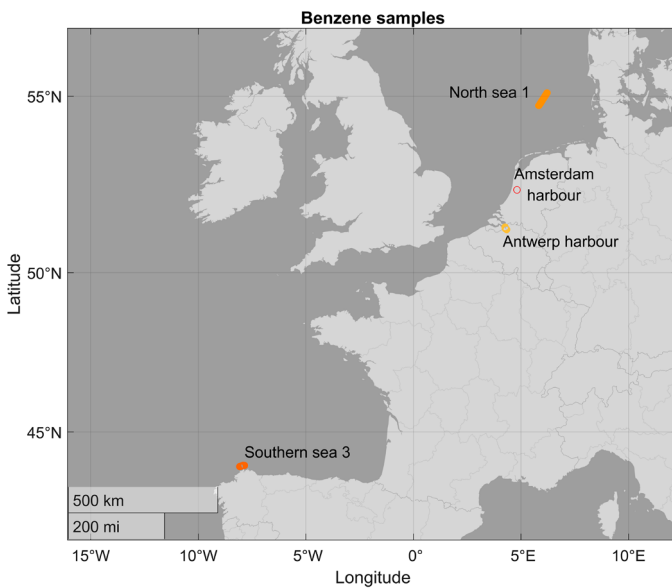 Benzene samples
North sea 1
55°N
Amsterdam
harbour
Antwerp harbour
50°N
Latitude
45°N
Southern sea 3
500 km
200 mi
15°W
10°W
5°W
0°
5°E
10°E
Longitude